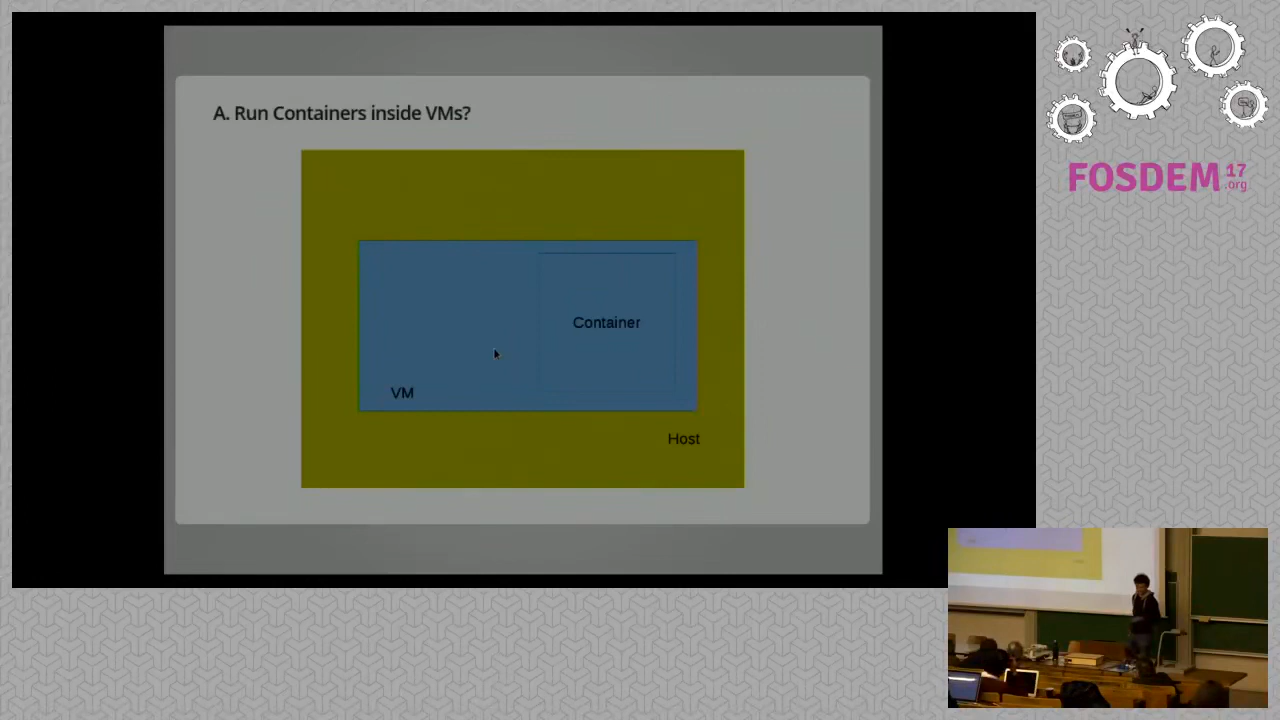 A. Run Containers inside VMs?
Container
VM
Host
FOSDEM 17
.org